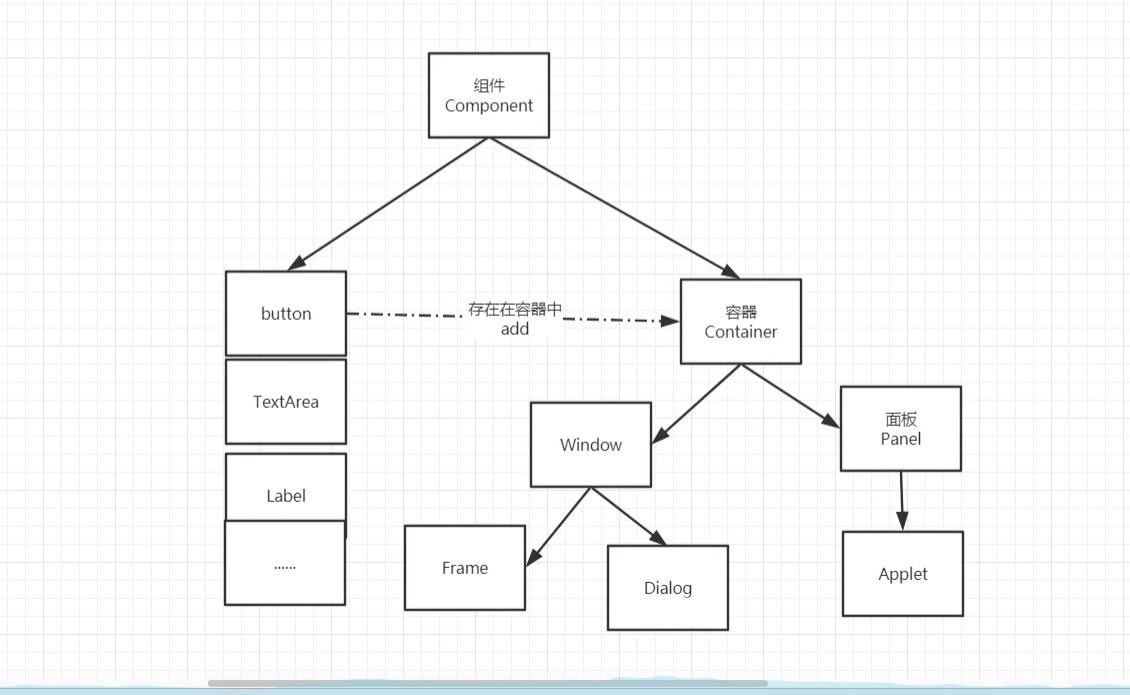 组件
Component
button
存在在容器中
add
容器
Container
TextArea
Window
面板
Panel
Label
......
Frame
Dialog
Applet